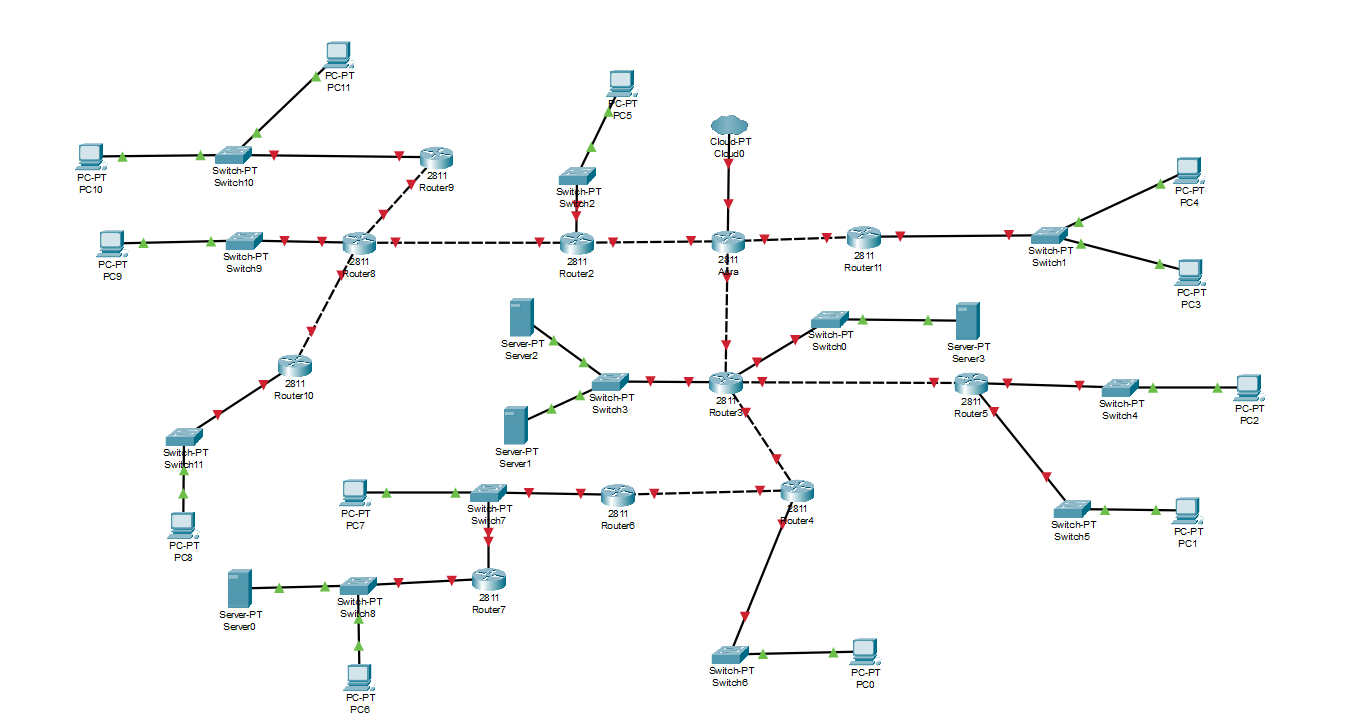 PC-PT
PC11
PC-PT
PC5
Cloud-PT
Cloud0
PC-PT
PC10
Switch-PT
Switch10
2811
Router9
Switch-PT
Switch2
PC-PT
PC4
PC-PT
PC9
Switch-PT
Switch9
2811
Router8
2811
Router2
2811
2811
Router11
Switch-PT
Switch1
PC-PT
PC3
Server-PT
Server2
Switch-PT
Switch0
Server-PT
Server3
2811
Router10
Switch-PT
Switch3
2811
Router3
2811
Router5
Switch-PT
Switch4
PC-PT
PC2
Switch-PT
Switch11
Server-PT
Server1
PC-PT
PC7
Switch-PT
Switch7
2811
Router6
2811
Router4
Switch-PT
Switch5
PC-PT
PC1
PC-PT
PC8
Server-PT
Server0
Switch-PT
Switch8
2811
Router7
Switch-PT
Switch6
PC-PT
PC0
PC-PT
PC6